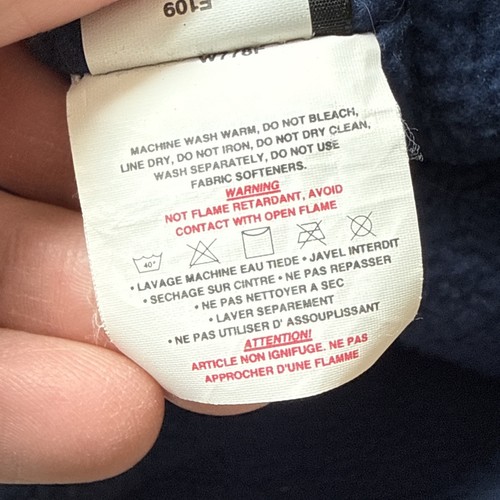 E109
W778F
MACHINE WASH WARM, DO NOT BLEACH,
LINE DRY, DO NOT IRON, DO NOT DRY CLEAN,
WASH SEPARATELY, DO NOT USE
FABRIC SOFTENERS.
WARNING
NOT FLAME RETARDANT, AVOID
CONTACT WITH OPEN FLAME
40°
• LAVAGE MACHINE EAU TIEDE • JAVEL INTERDIT
• SECHAGE SUR CINTRE • NE PAS REPASSER
• NE PAS NETTOYER A SEC
• LAVER SEPAREMENT
• NE PAS UTILISER D' ASSOUPLISSANT
ATTENTION!
ARTICLE NON IGNIFUGE. NE PAS
APPROCHER D'UNE FLAMME